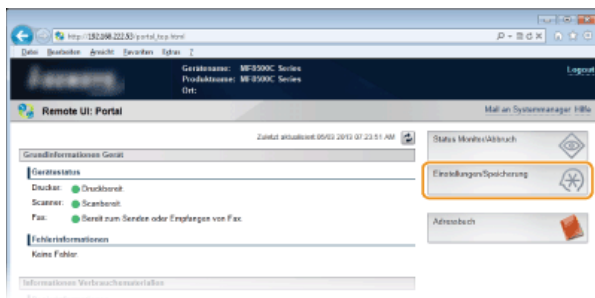 http://192.168.222.53/portal_top.html
Datei Bearbeiten Ansicht Favoriten Extras ?
Gerätename: MF8500C Series
Produktname: MF8500C Series
Ort:
Logout
Remote UI: Portal
Mail an Systemmanager Hilfe
Zuletzt aktualisiert: 05/03 2013 07:23:51 AM
Grundinformationen Gerät
Gerätestatus
Drucker: Druckbereit.
Scanner: Scanbereit.
Fax: Bereit zum Senden oder Empfangen von Fax.
Fehlerinformationen
Keine Fehler.
Informationen Verbrauchsmaterialien
Status Monitor/Abbruch
Einstellungen/Speicherung
Adressbuch